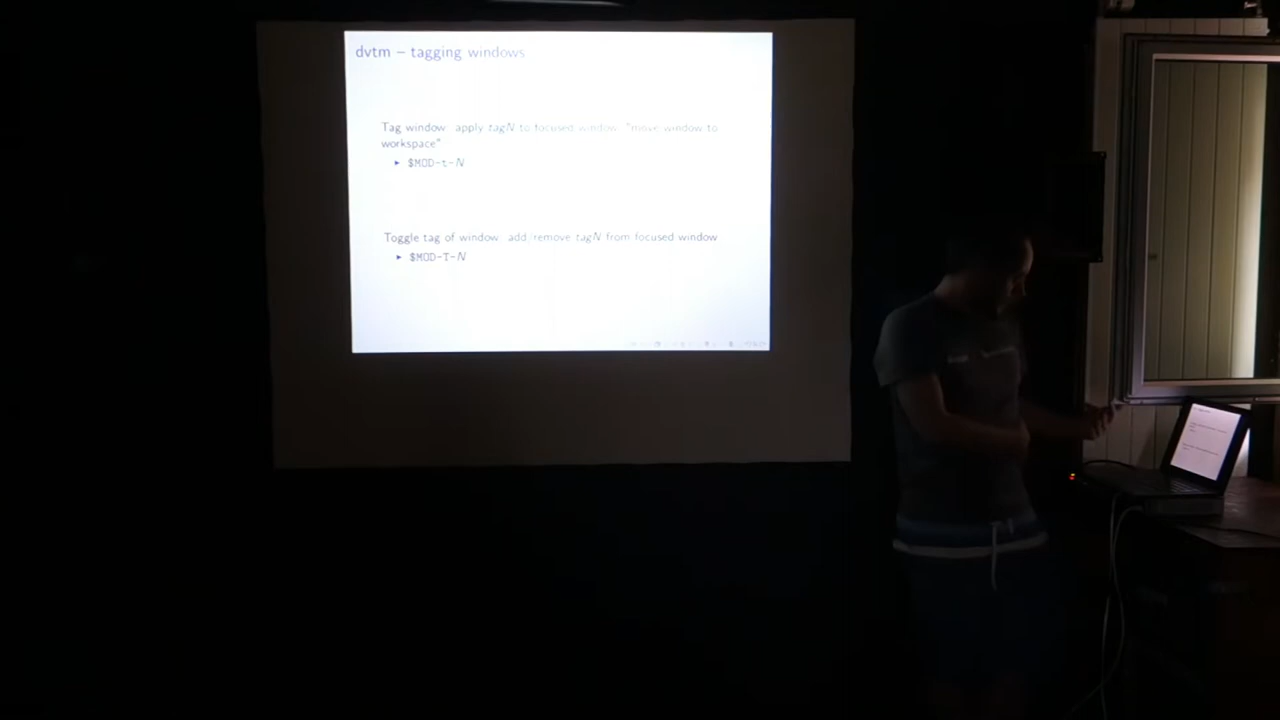 dvtm – tagging windows
Tag window: apply tagN to focused window: "move window to
workspace"
▸ $MOD-t-N
Toggle tag of window: add/remove tagN from focused window
▸ $MOD-T-N